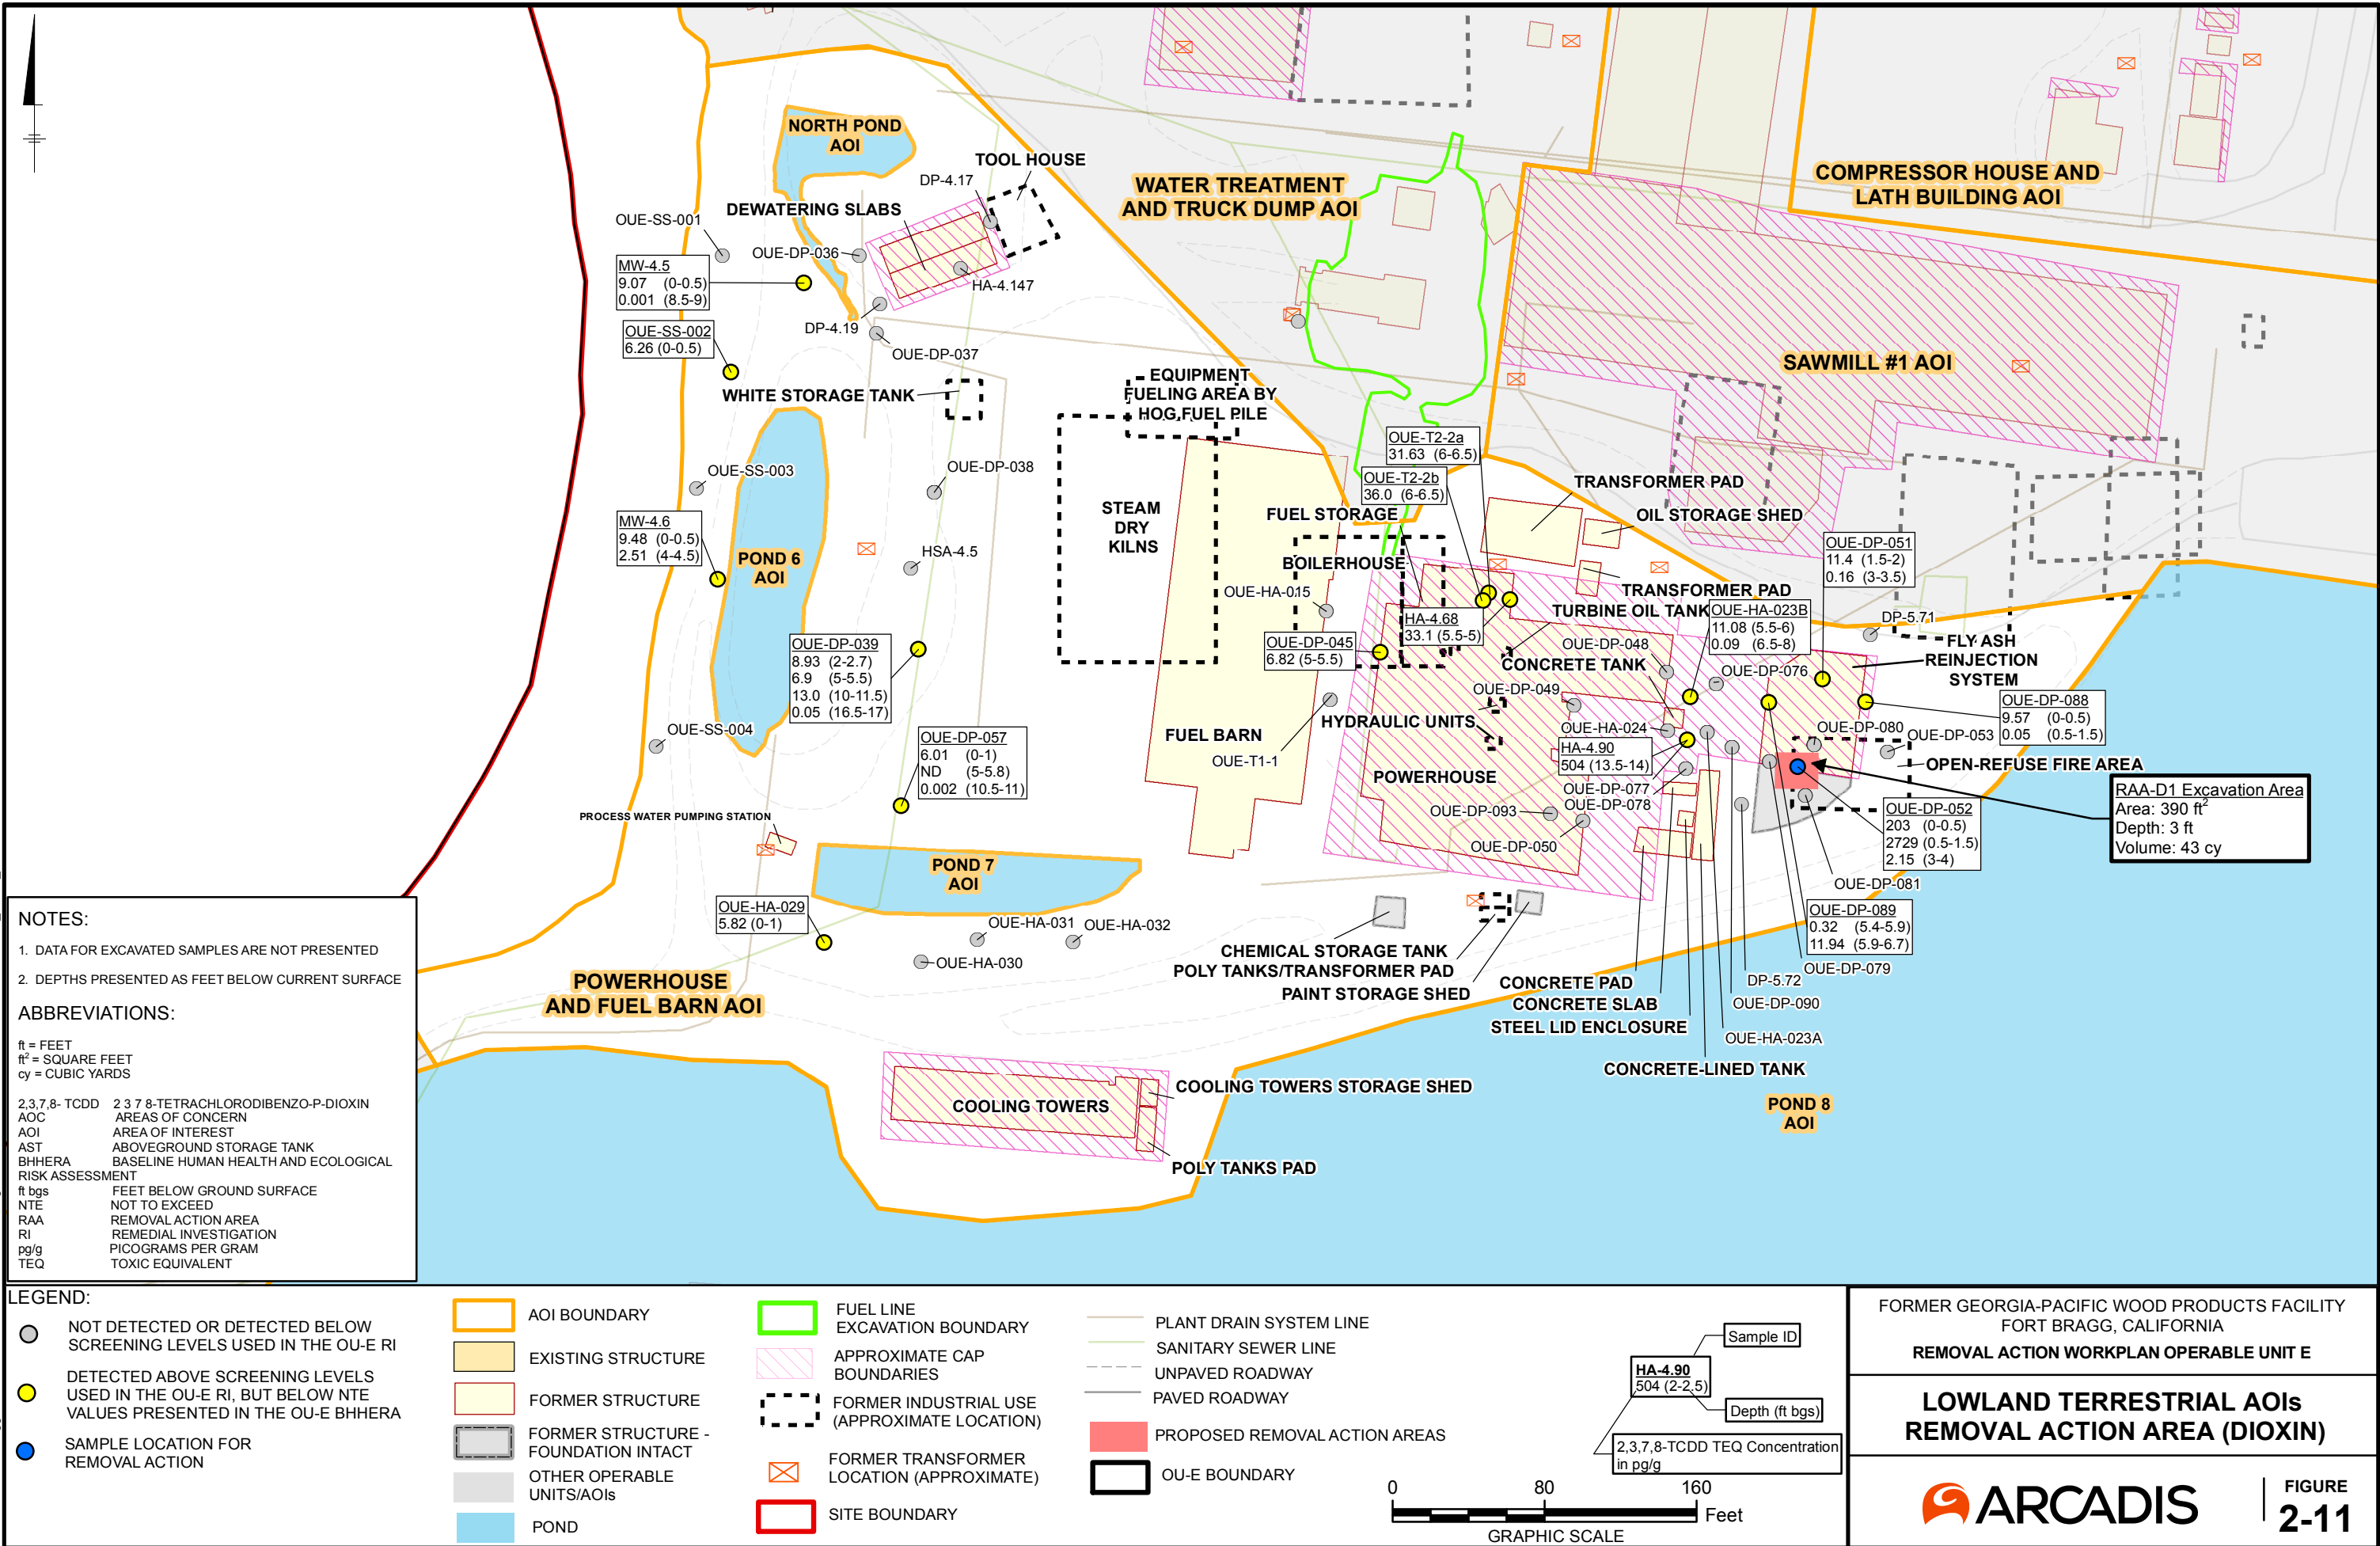 NORTH POND
AOI
TOOL HOUSE
DP-4.17
DEWATERING SLABS
OUE-SS-001
OUE-DP-036
MW-4.5
9.07 (0-0.5)
0.001 (8.5-9)
HA-4.147
OUE-SS-002
6.26 (0-0.5)
DP-4.19
OUE-DP-037
WHITE STORAGE TANK
WATER TREATMENT
AND TRUCK DUMP AOI
COMPRESSOR HOUSE AND
LATH BUILDING AOI
SAWMILL #1 AOI
EQUIPMENT
FUELING AREA BY
HOG FUEL PILE
OUE-SS-003
OUE-DP-038
MW-4.6
9.48 (0-0.5)
2.51 (4-4.5)
POND 6
AOI
HSA-4.5
STEAM
DRY
KILNS
OUE-T2-2a
31.63 (6-6.5)
OUE-T2-2b
36.0 (6-6.5)
FUEL STORAGE
BOILERHOUSE
TRANSFORMER PAD
OIL STORAGE SHED
OUE-DP-051
11.4 (1.5-2)
0.16 (3-3.5)
OUE-HA-015
HA-4.68
33.1 (5.5-5)
TRANSFORMER PAD
TURBINE OIL TANK
OUE-HA-023B
11.08 (5.5-6)
0.09 (6.5-8)
DP-5.71
OUE-DP-045
6.82 (5-5.5)
OUE-DP-048
CONCRETE TANK
OUE-DP-076
FLY ASH
REINJECTION
SYSTEM
OUE-DP-039
8.93 (2-2.7)
6.9 (5-5.5)
13.0 (10-11.5)
0.05 (16.5-17)
OUE-DP-049
HYDRAULIC UNITS
OUE-HA-024
OUE-DP-088
9.57 (0-0.5)
0.05 (0.5-1.5)
OUE-SS-004
OUE-DP-057
6.01 (0-1)
ND (5-5.8)
0.002 (10.5-11)
FUEL BARN
OUE-T1-1
HA-4.90
504 (13.5-14)
OUE-DP-080
OUE-DP-053
OPEN-REFUSE FIRE AREA
POWERHOUSE
OUE-DP-077
OUE-DP-078
OUE-DP-093
OUE-DP-050
RAA-D1 Excavation Area
Area: 390 ft²
Depth: 3 ft
Volume: 43 cy
OUE-DP-052
203 (0-0.5)
2729 (0.5-1.5)
2.15 (3-4)
PROCESS WATER PUMPING STATION
POND 7
AOI
OUE-DP-081
OUE-HA-029
5.82 (0-1)
OUE-HA-031
OUE-HA-032
OUE-HA-030
OUE-DP-089
0.32 (5.4-5.9)
11.94 (5.9-6.7)
CHEMICAL STORAGE TANK
POLY TANKS/TRANSFORMER PAD
PAINT STORAGE SHED
CONCRETE PAD
CONCRETE SLAB
STEEL LID ENCLOSURE
OUE-DP-079
DP-5.72
OUE-DP-090
OUE-HA-023A
CONCRETE-LINED TANK
POWERHOUSE
AND FUEL BARN AOI
COOLING TOWERS STORAGE SHED
COOLING TOWERS
POLY TANKS PAD
POND 8
AOI
NOTES:
1. DATA FOR EXCAVATED SAMPLES ARE NOT PRESENTED
2. DEPTHS PRESENTED AS FEET BELOW CURRENT SURFACE
ABBREVIATIONS:
ft = FEET
ft² = SQUARE FEET
cy = CUBIC YARDS
2,3,7,8- TCDD 2 3 7 8-TETRACHLORODIBENZO-P-DIOXIN
AOC AREAS OF CONCERN
AOI AREA OF INTEREST
AST ABOVEGROUND STORAGE TANK
BHHERA BASELINE HUMAN HEALTH AND ECOLOGICAL
RISK ASSESSMENT
ft bgs FEET BELOW GROUND SURFACE
NTE NOT TO EXCEED
RAA REMOVAL ACTION AREA
RI REMEDIAL INVESTIGATION
pg/g PICOGRAMS PER GRAM
TEQ TOXIC EQUIVALENT
LEGEND:
NOT DETECTED OR DETECTED BELOW
SCREENING LEVELS USED IN THE OU-E RI
DETECTED ABOVE SCREENING LEVELS
USED IN THE OU-E RI, BUT BELOW NTE
VALUES PRESENTED IN THE OU-E BHHERA
SAMPLE LOCATION FOR
REMOVAL ACTION
AOI BOUNDARY
EXISTING STRUCTURE
FORMER STRUCTURE
FORMER STRUCTURE -
FOUNDATION INTACT
OTHER OPERABLE
UNITS/AOIs
POND
FUEL LINE
EXCAVATION BOUNDARY
APPROXIMATE CAP
BOUNDARIES
FORMER INDUSTRIAL USE
(APPROXIMATE LOCATION)
FORMER TRANSFORMER
LOCATION (APPROXIMATE)
SITE BOUNDARY
PLANT DRAIN SYSTEM LINE
SANITARY SEWER LINE
UNPAVED ROADWAY
PAVED ROADWAY
PROPOSED REMOVAL ACTION AREAS
OU-E BOUNDARY
Sample ID
HA-4.90
504 (2-2.5)
Depth (ft bgs)
2,3,7,8-TCDD TEQ Concentration
in pg/g
0 80 160
Feet
GRAPHIC SCALE
FORMER GEORGIA-PACIFIC WOOD PRODUCTS FACILITY
FORT BRAGG, CALIFORNIA
REMOVAL ACTION WORKPLAN OPERABLE UNIT E
LOWLAND TERRESTRIAL AOIs
REMOVAL ACTION AREA (DIOXIN)
ARCADIS
FIGURE
2-11